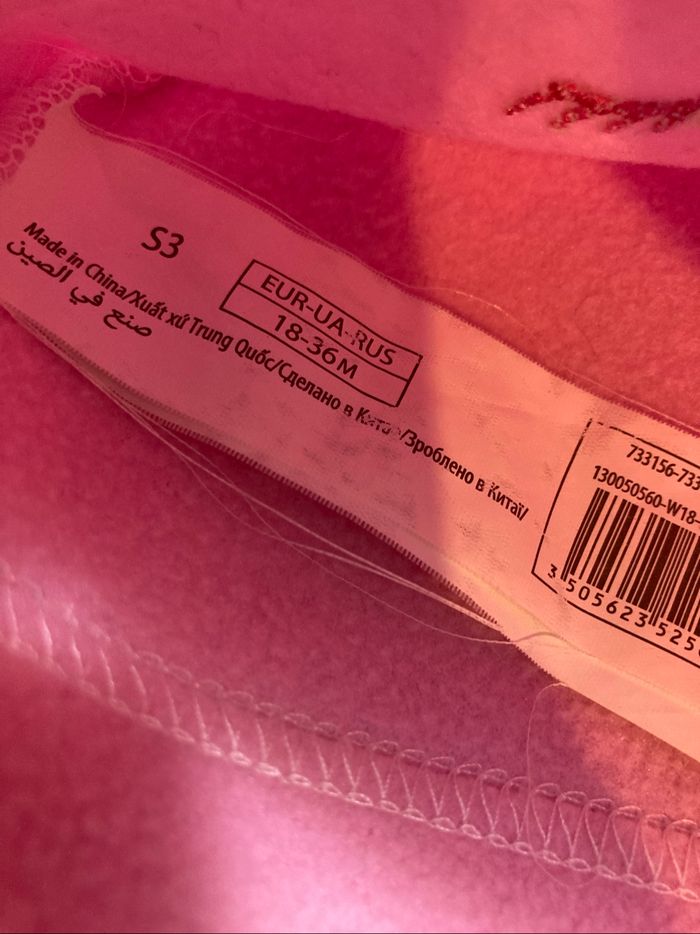 S3
EUR-UA-RUS
18-36M
Made in China/Xuất xứ Trung Quốc/Сделано в Китае/Зроблено в Китаї/
صنع في الصين
733156-733
130050560-W18-
3 505623 525